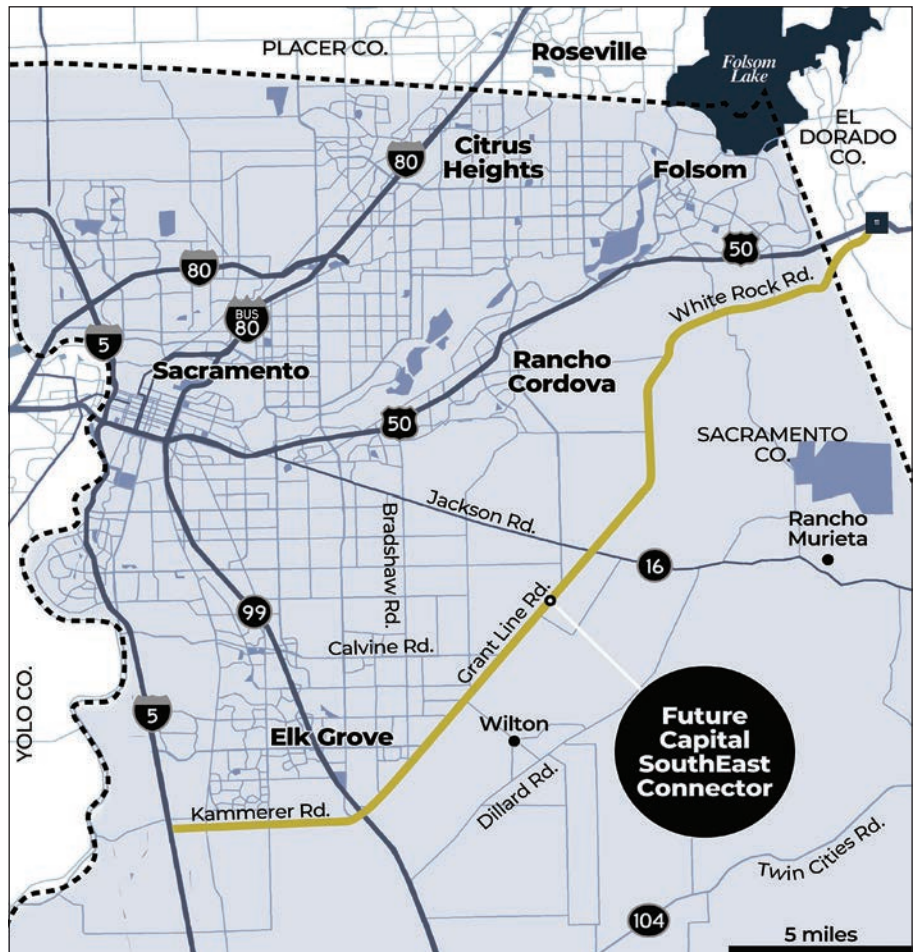 PLACER CO.
Roseville
Folsom
Lake
EL
DORADO
CO.
80
Citrus
Heights
Folsom
50
80
White Rock Rd.
BUS
80
5
Sacramento
Rancho
Cordova
50
SACRAMENTO
CO.
Jackson Rd.
Bradshaw Rd.
Rancho
Murieta
16
99
Grant Line Rd.
Calvine Rd.
YOLO CO.
5
Elk Grove
Wilton
Future
Capital
SouthEast
Connector
Dillard Rd.
Kammerer Rd.
Twin Cities Rd.
104
5 miles